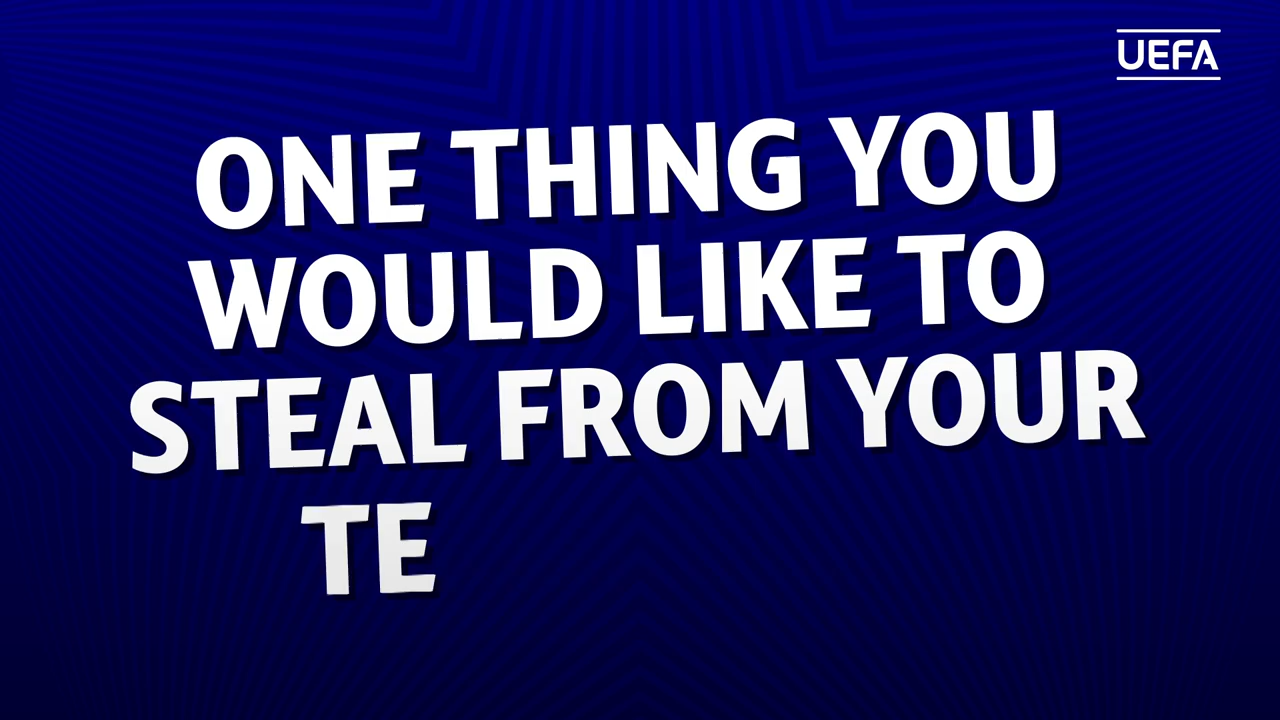 UEFA
ONE THING YOU
WOULD LIKE TO
STEAL FROM YOUR
TE